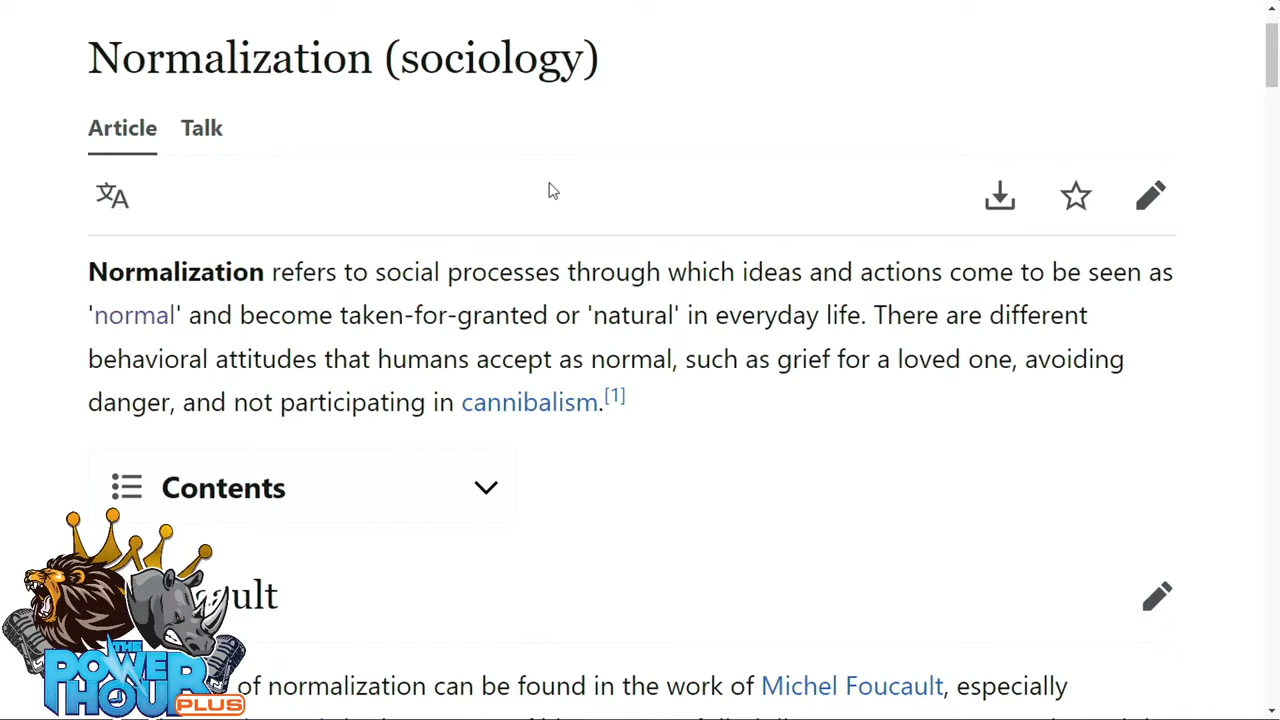 Normalization (sociology)
Article Talk
Normalization refers to social processes through which ideas and actions come to be seen as
'normal' and become taken-for-granted or 'natural' in everyday life. There are different
behavioral attitudes that humans accept as normal, such as grief for a loved one, avoiding
danger, and not participating in cannibalism.[1]
Contents
ault
of normalization can be found in the work of Michel Foucault, especially
THE
POWER
HOUR
PLUS